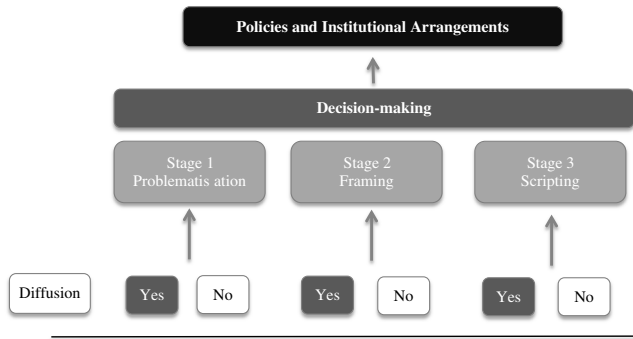 Policies and Institutional Arrangements
Decision-making
Stage 1
Problematis ation
Stage 2
Framing
Stage 3
Scripting
Diffusion
Yes
No
Yes
No
Yes
No